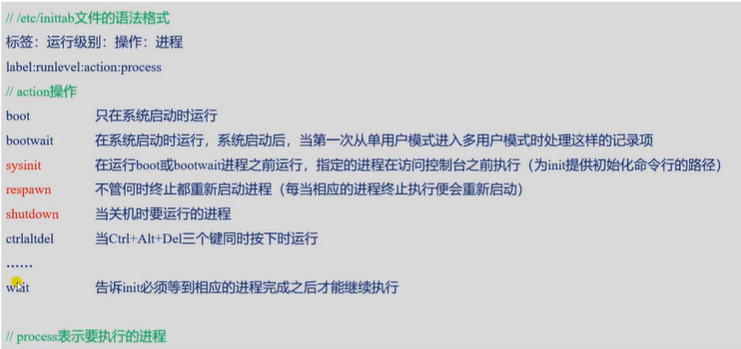 // /etc/inittab文件的语法格式
标签：运行级别：操作：进程
label:runlevel:action:process
// action操作
boot 只在系统启动时运行
bootwait 在系统启动时运行，系统启动后，当第一次从单用户模式进入多用户模式时处理这样的记录项
sysinit 在运行boot或bootwait进程之前运行，指定的进程在访问控制台之前执行（为init提供初始化命令行的路径）
respawn 不管何时终止都重新启动进程（每当相应的进程终止执行便会重新启动）
shutdown 当关机时要运行的进程
ctrlaltdel 当Ctrl+Alt+Del三个键同时按下时运行
……
wait 告诉init必须等到相应的进程完成之后才能继续执行
// process表示要执行的进程